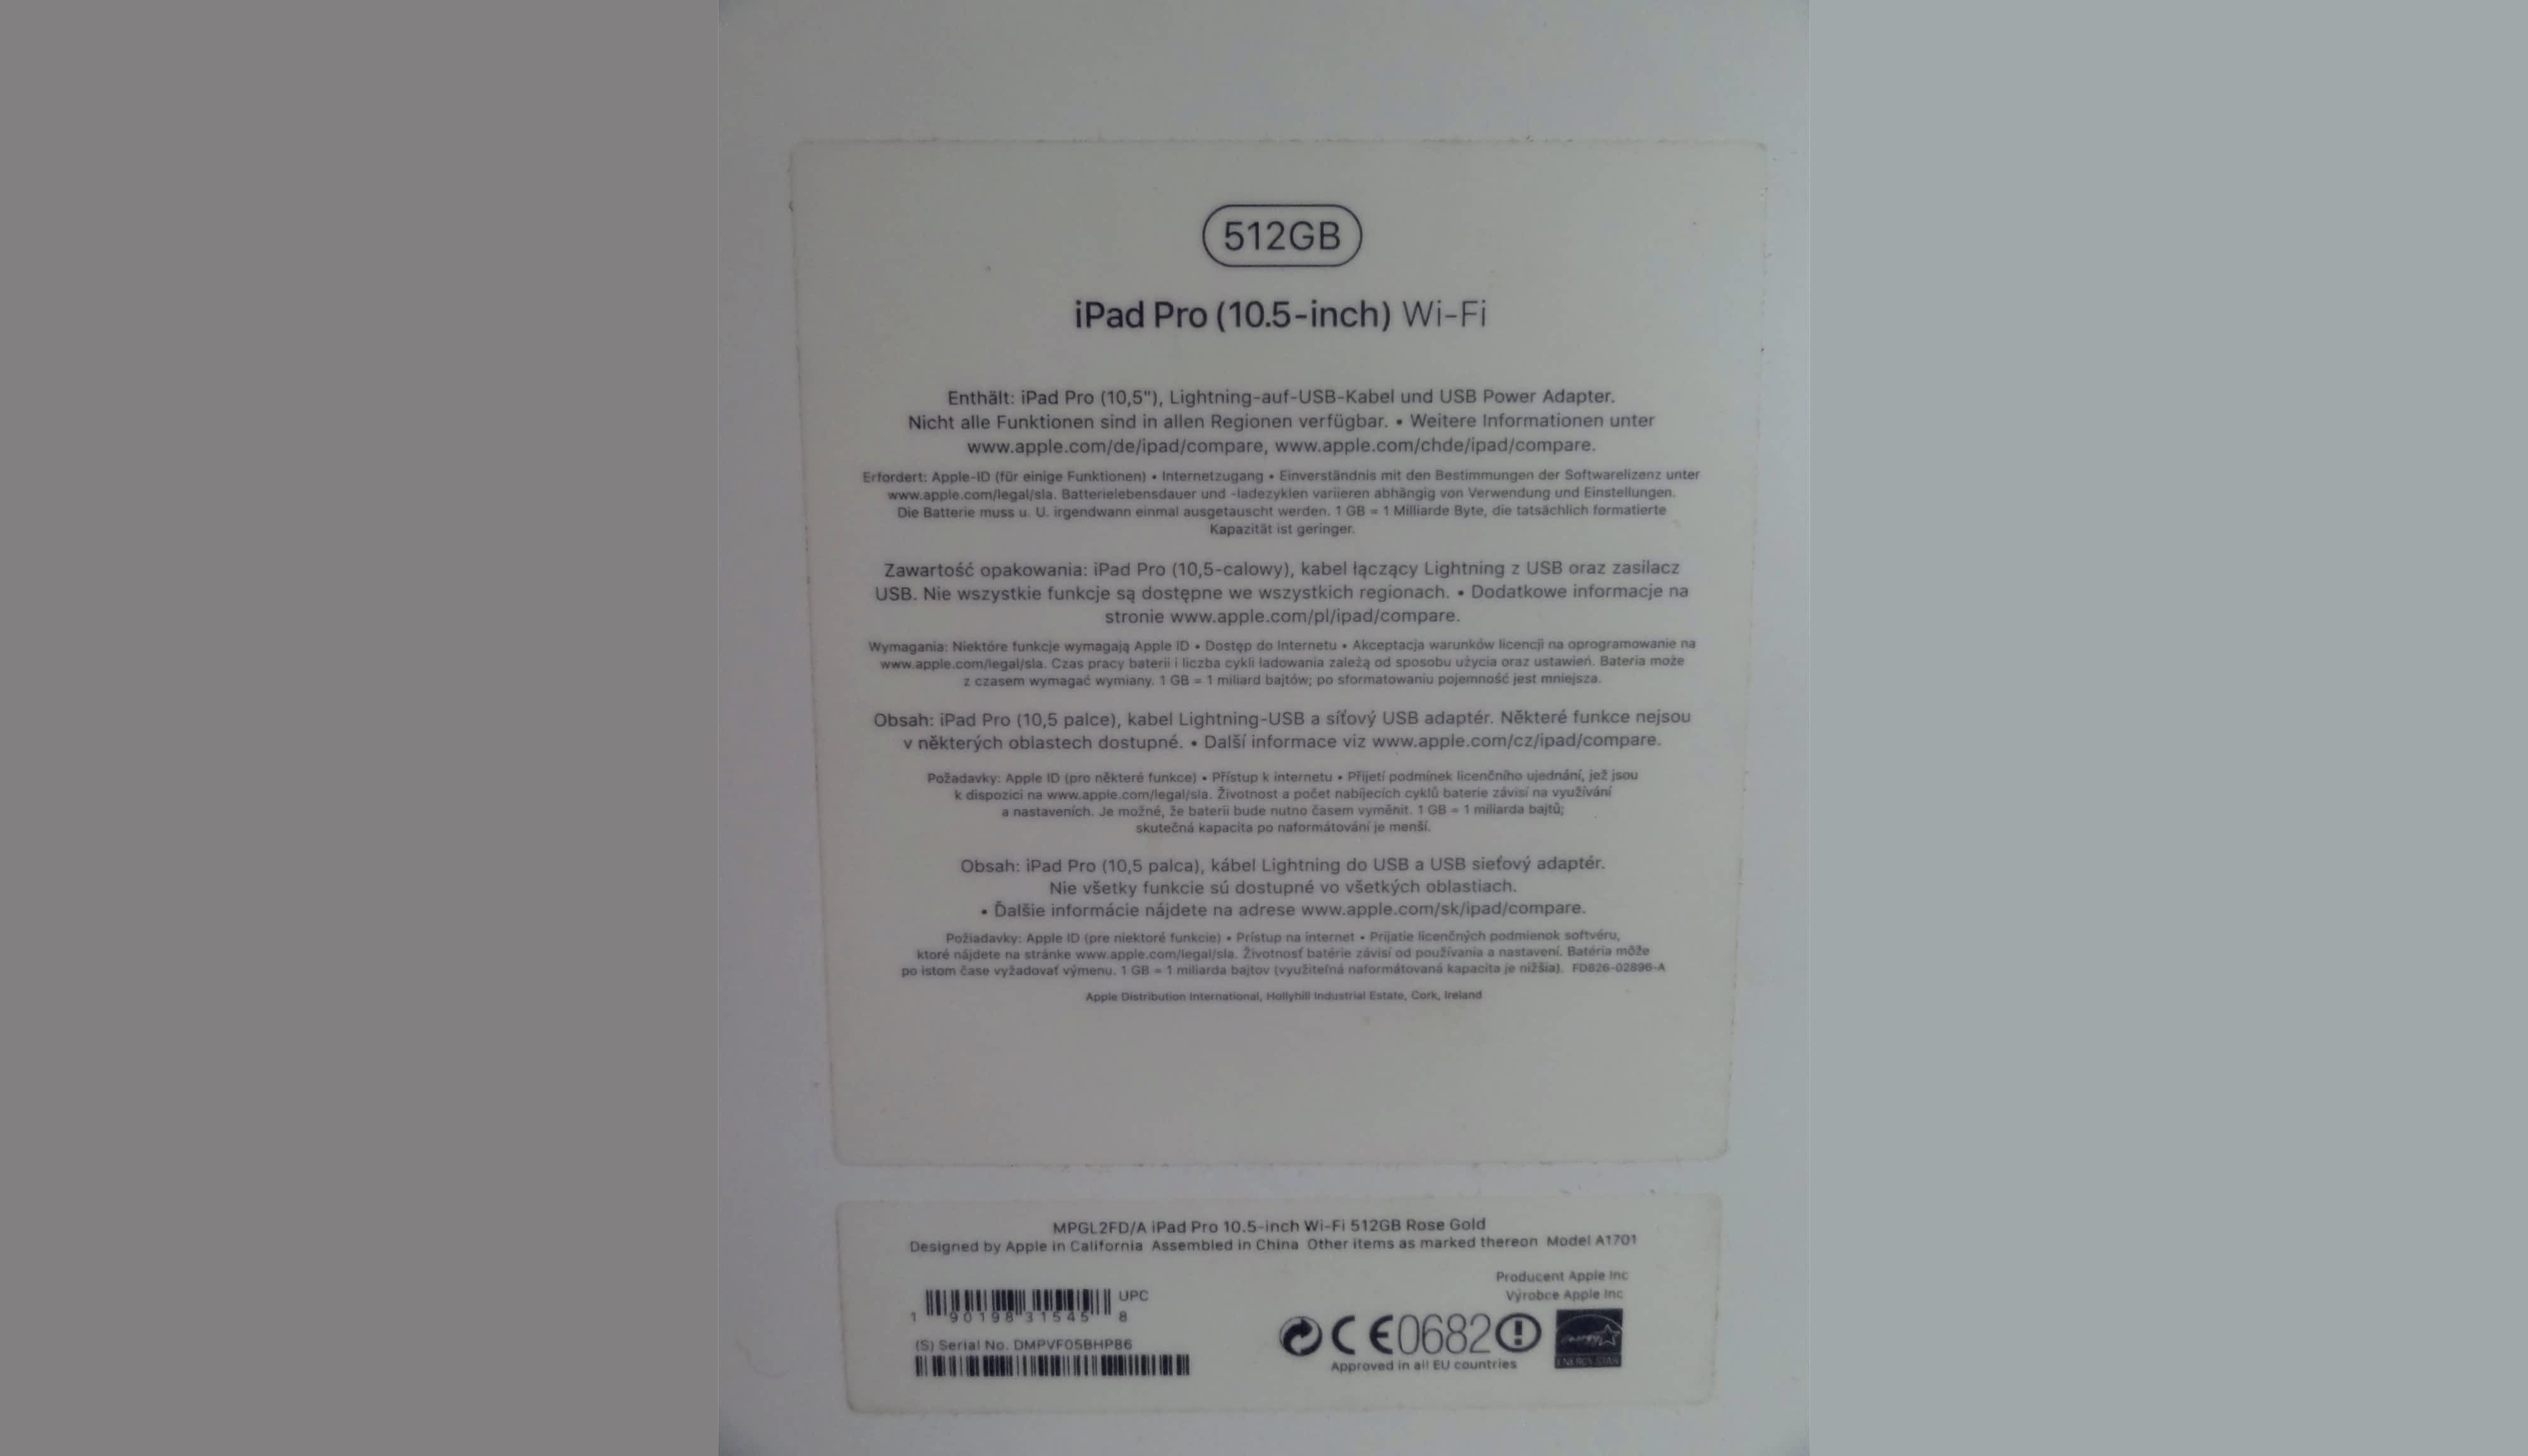 512GB
iPad Pro (10.5-inch) Wi-Fi
Enthält: iPad Pro (10,5"), Lightning-auf-USB-Kabel und USB Power Adapter.
Nicht alle Funktionen sind in allen Regionen verfügbar. • Weitere Informationen unter
www.apple.com/de/ipad/compare, www.apple.com/chde/ipad/compare.
Erfordert: Apple-ID (für einige Funktionen) • Internetzugang • Einverständnis mit den Bestimmungen der Softwarelizenz unter
www.apple.com/legal/sla. Batterielebensdauer und -ladezyklen variieren abhängig von Verwendung und Einstellungen.
Die Batterie muss u. U. irgendwann einmal ausgetauscht werden. 1 GB = 1 Milliarde Byte, die tatsächlich formatierte
Kapazität ist geringer.
Zawartość opakowania: iPad Pro (10,5-calowy), kabel łączący Lightning z USB oraz zasilacz
USB. Nie wszystkie funkcje są dostępne we wszystkich regionach. • Dodatkowe informacje na
stronie www.apple.com/pl/ipad/compare.
Wymagania: Niektóre funkcje wymagają Apple ID • Dostęp do Internetu • Akceptacja warunków licencji na oprogramowanie na
www.apple.com/legal/sla. Czas pracy baterii i liczba cykli ładowania zależą od sposobu użycia oraz ustawień. Bateria może
z czasem wymagać wymiany. 1 GB = 1 miliard bajtów; po sformatowaniu pojemność jest mniejsza.
Obsah: iPad Pro (10,5 palce), kabel Lightning-USB a síťový USB adaptér. Některé funkce nejsou
v některých oblastech dostupné. • Další informace viz www.apple.com/cz/ipad/compare.
Požadavky: Apple ID (pro některé funkce) • Přístup k internetu • Přijetí podmínek licenčního ujednání, jež jsou
k dispozici na www.apple.com/legal/sla. Životnost a počet nabíjecích cyklů baterie závisí na využívání
a nastaveních. Je možné, že baterii bude nutno časem vyměnit. 1 GB = 1 miliarda bajtů;
skutečná kapacita po naformátování je menší.
Obsah: iPad Pro (10,5 palca), kábel Lightning do USB a USB sieťový adaptér.
Nie všetky funkcie sú dostupné vo všetkých oblastiach.
• Ďalšie informácie nájdete na adrese www.apple.com/sk/ipad/compare.
Požiadavky: Apple ID (pre niektoré funkcie) • Prístup na internet • Prijatie licenčných podmienok softvéru,
ktoré nájdete na stránke www.apple.com/legal/sla. Životnosť batérie závisí od používania a nastavení. Batéria môže
po istom čase vyžadovať výmenu. 1 GB = 1 miliarda bajtov (využiteľná naformátovaná kapacita je nižšia). FD826-02896-A
Apple Distribution International, Hollyhill Industrial Estate, Cork, Ireland
MPGL2FD/A iPad Pro 10.5-inch Wi-Fi 512GB Rose Gold
Designed by Apple in California Assembled in China Other items as marked thereon Model A1701
Producent Apple Inc
Výrobce Apple Inc
UPC
1 90198 31545 8
(S) Serial No. DMPVF05BHPB6
CE0682
Approved in all EU countries
energy
ENERGY STAR